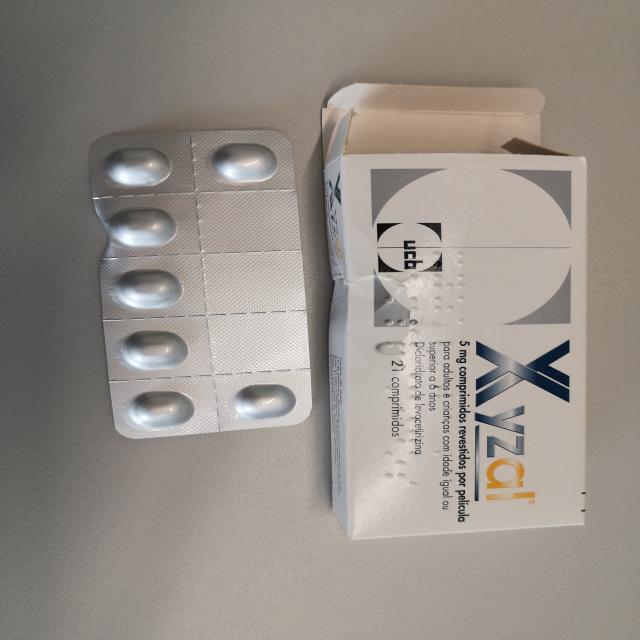 Xyzal®
5 mg comprimidos revestidos por película
para adultos e crianças com idade igual ou
superior a 6 anos
Dicloridrato de levocetirizina
21 comprimidos
ucb
Xyzal